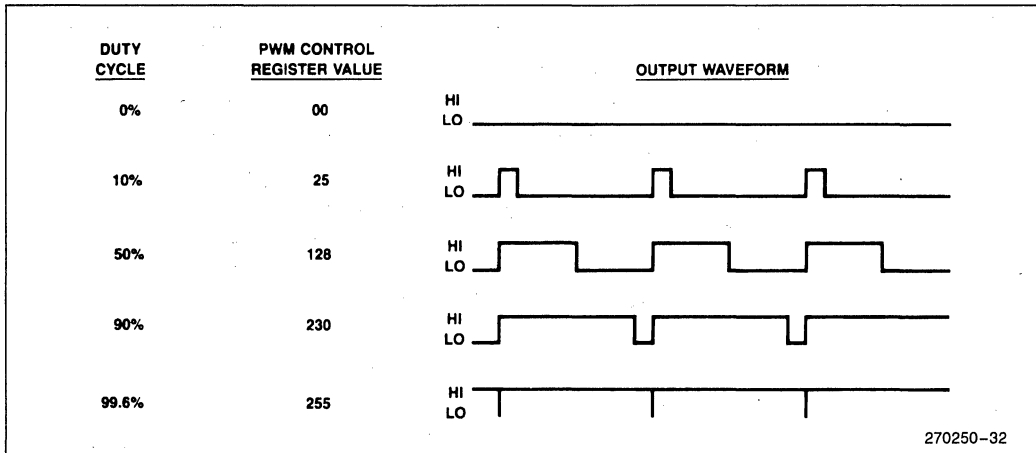 DUTY CYCLE
PWM CONTROL REGISTER VALUE
OUTPUT WAVEFORM
0% 00 HI LO
10% 25 HI LO
50% 128 HI LO
90% 230 HI LO
99.6% 255 HI LO
270250-32